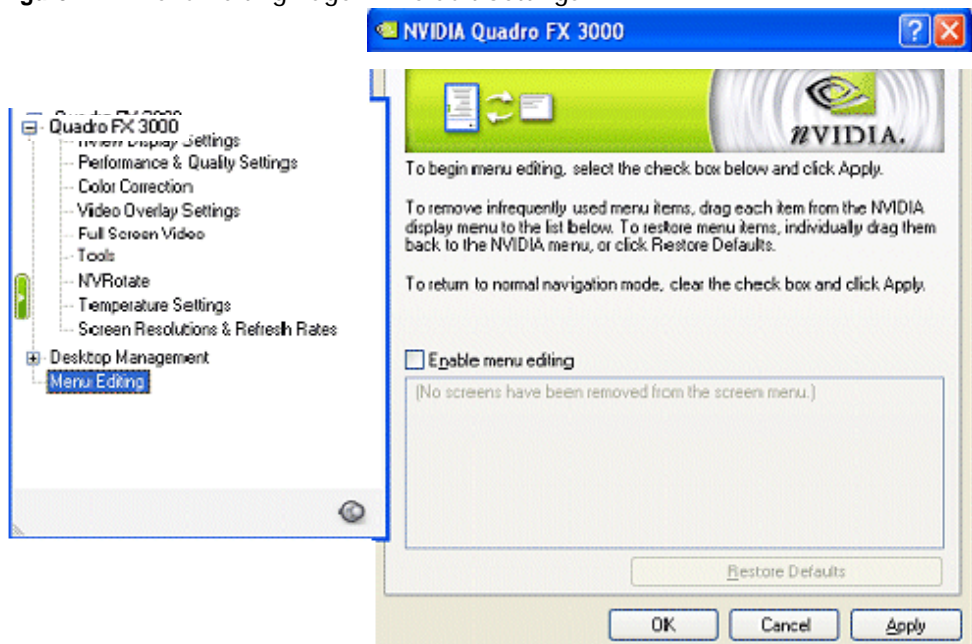 NVIDIA Quadro FX 3000
nVIDIA.
Quadro FX 3000
nView Display Settings
Performance & Quality Settings
Color Correction
Video Overlay Settings
Full Screen Video
Tools
NVRotate
Temperature Settings
Screen Resolutions & Refresh Rates
Desktop Management
Menu Editing
To begin menu editing, select the check box below and click Apply.
To remove infrequently used menu items, drag each item from the NVIDIA
display menu to the list below. To restore menu items, individually drag them
back to the NVIDIA menu, or click Restore Defaults.
To return to normal navigation mode, clear the check box and click Apply.
Enable menu editing
(No screens have been removed from the screen menu.)
Restore Defaults
OK
Cancel
Apply